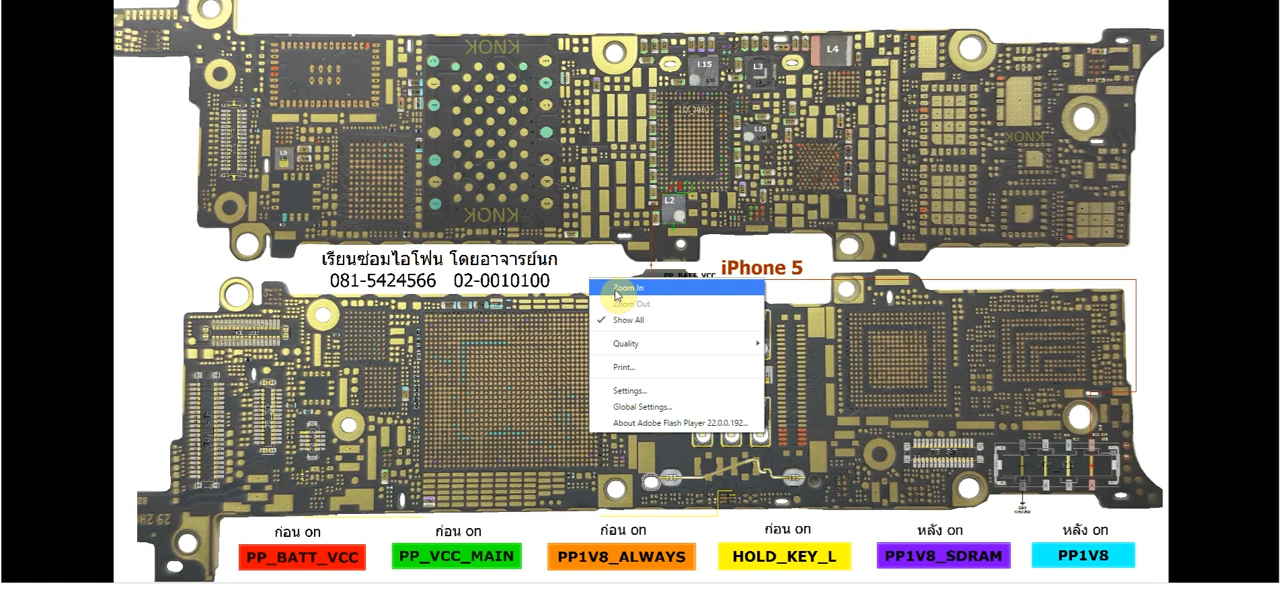 KNOK KNOK
L4
L15
L3
L19
L5
L2
KNOK
KNOK KNOK
เรียนซ่อมไอโฟน โดยอาจารย์นก
081-5424566 02-0010100
PP_BATT_VCC
iPhone 5
Zoom In
Zoom Out
Show All
Quality
Print...
Settings...
Global Settings...
About Adobe Flash Player 22.0.0.192...
ก่อน on
ก่อน on
ก่อน on
ก่อน on
หลัง on
หลัง on
PP_BATT_VCC
PP_VCC_MAIN
PP1V8_ALWAYS
HOLD_KEY_L
PP1V8_SDRAM
PP1V8